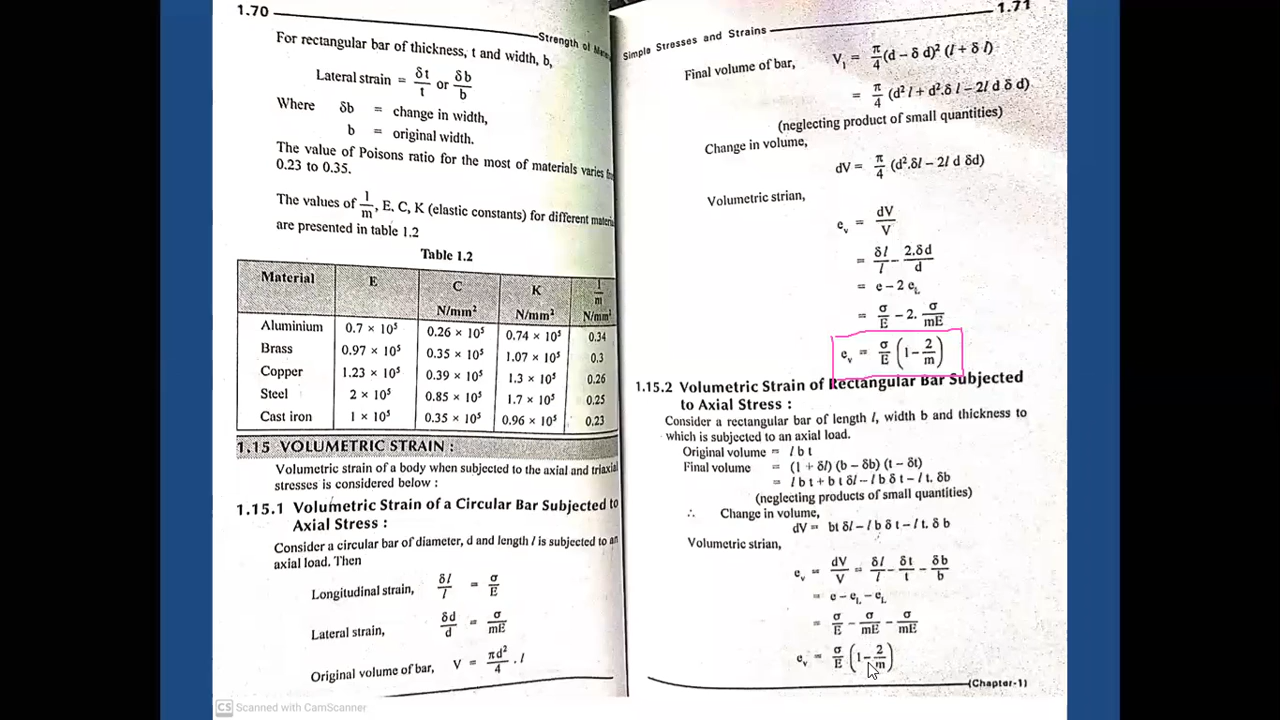 1.70
Strength of Mate
For rectangular bar of thickness, t and width, b,
Lateral strain = δt/t or δb/b
Where δb = change in width,
b = original width.
The value of Poisons ratio for the most of materials varies
0.23 to 0.35.
The values of 1/m, E, C, K (elastic constants) for different materia
are presented in table 1.2
Table 1.2
Material E C N/mm² K N/mm² 1/m N/mm²
Aluminium 0.7 × 10⁵ 0.26 × 10⁵ 0.74 × 10⁵ 0.34
Brass 0.97 × 10⁵ 0.35 × 10⁵ 1.07 × 10⁵ 0.3
Copper 1.23 × 10⁵ 0.39 × 10⁵ 1.3 × 10⁵ 0.26
Steel 2 × 10⁵ 0.85 × 10⁵ 1.7 × 10⁵ 0.25
Cast iron 1 × 10⁵ 0.35 × 10⁵ 0.96 × 10⁵ 0.23
1.15 VOLUMETRIC STRAIN :
Volumetric strain of a body when subjected to the axial and triaxial
stresses is considered below :
1.15.1 Volumetric Strain of a Circular Bar Subjected to
Axial Stress :
Consider a circular bar of diameter, d and length l is subjected to an
axial load. Then
Longitudinal strain, δl/l = σ/E
Lateral strain, δd/d = σ/mE
Original volume of bar, V = πd²/4 . l
CS Scanned with CamScanner
Simple Stresses and Strains
1.71
Final volume of bar, V₁ = π/4 (d – δ d)² (l + δ l)
= π/4 (d² l + d².δ l – 2l d δ d)
(neglecting product of small quantities)
Change in volume,
dV = π/4 (d².δl – 2l d δd)
Volumetric strian,
eᵥ = dV/V
= δl/l – 2.δd/d
= e – 2 e_L
= σ/E – 2. σ/mE
eᵥ = σ/E (1 – 2/m)
1.15.2 Volumetric Strain of Rectangular Bar Subjected
to Axial Stress :
Consider a rectangular bar of length l, width b and thickness to
which is subjected to an axial load.
Original volume = l b t
Final volume = (1 + δl) (b – δb) (t – δt)
= l b t + b t δl – l b δ t – l t. δb
(neglecting products of small quantities)
∴ Change in volume,
dV = bt δl – l b δ t – l t. δ b
Volumetric strian,
eᵥ = dV/V = δl/l – δt/t – δb/b
= e – e_L – e_L
= σ/E – σ/mE – σ/mE
eᵥ = σ/E (1 – 2/m)
(Chapter-1)